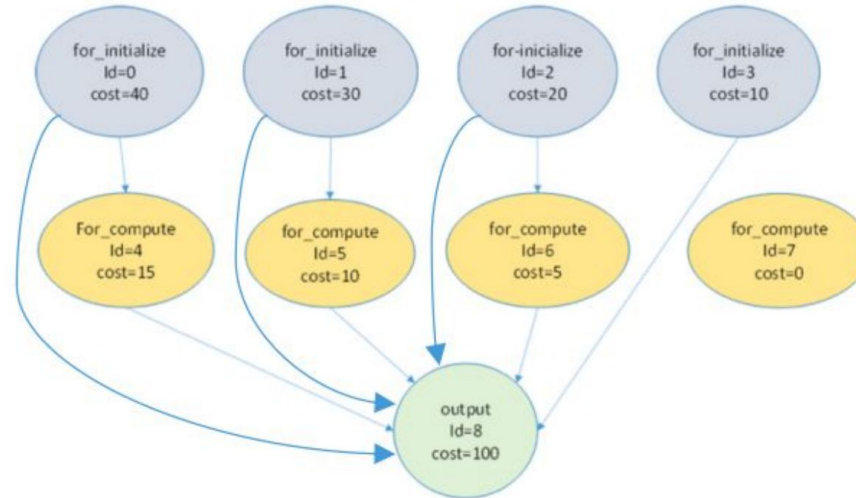 for_initialize
Id=0
cost=40
for_initialize
Id=1
cost=30
for-inicialize
Id=2
cost=20
for_initialize
Id=3
cost=10
For_compute
Id=4
cost=15
for_compute
Id=5
cost=10
for_compute
Id=6
cost=5
for_compute
Id=7
cost=0
output
Id=8
cost=100